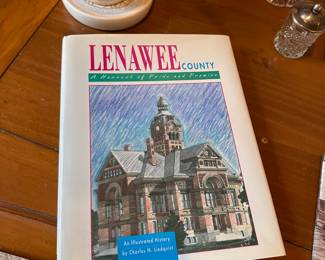 LENAWEE COUNTY
A Harvest of Pride and Promise
An Illustrated History
by Charles N. Lindquist